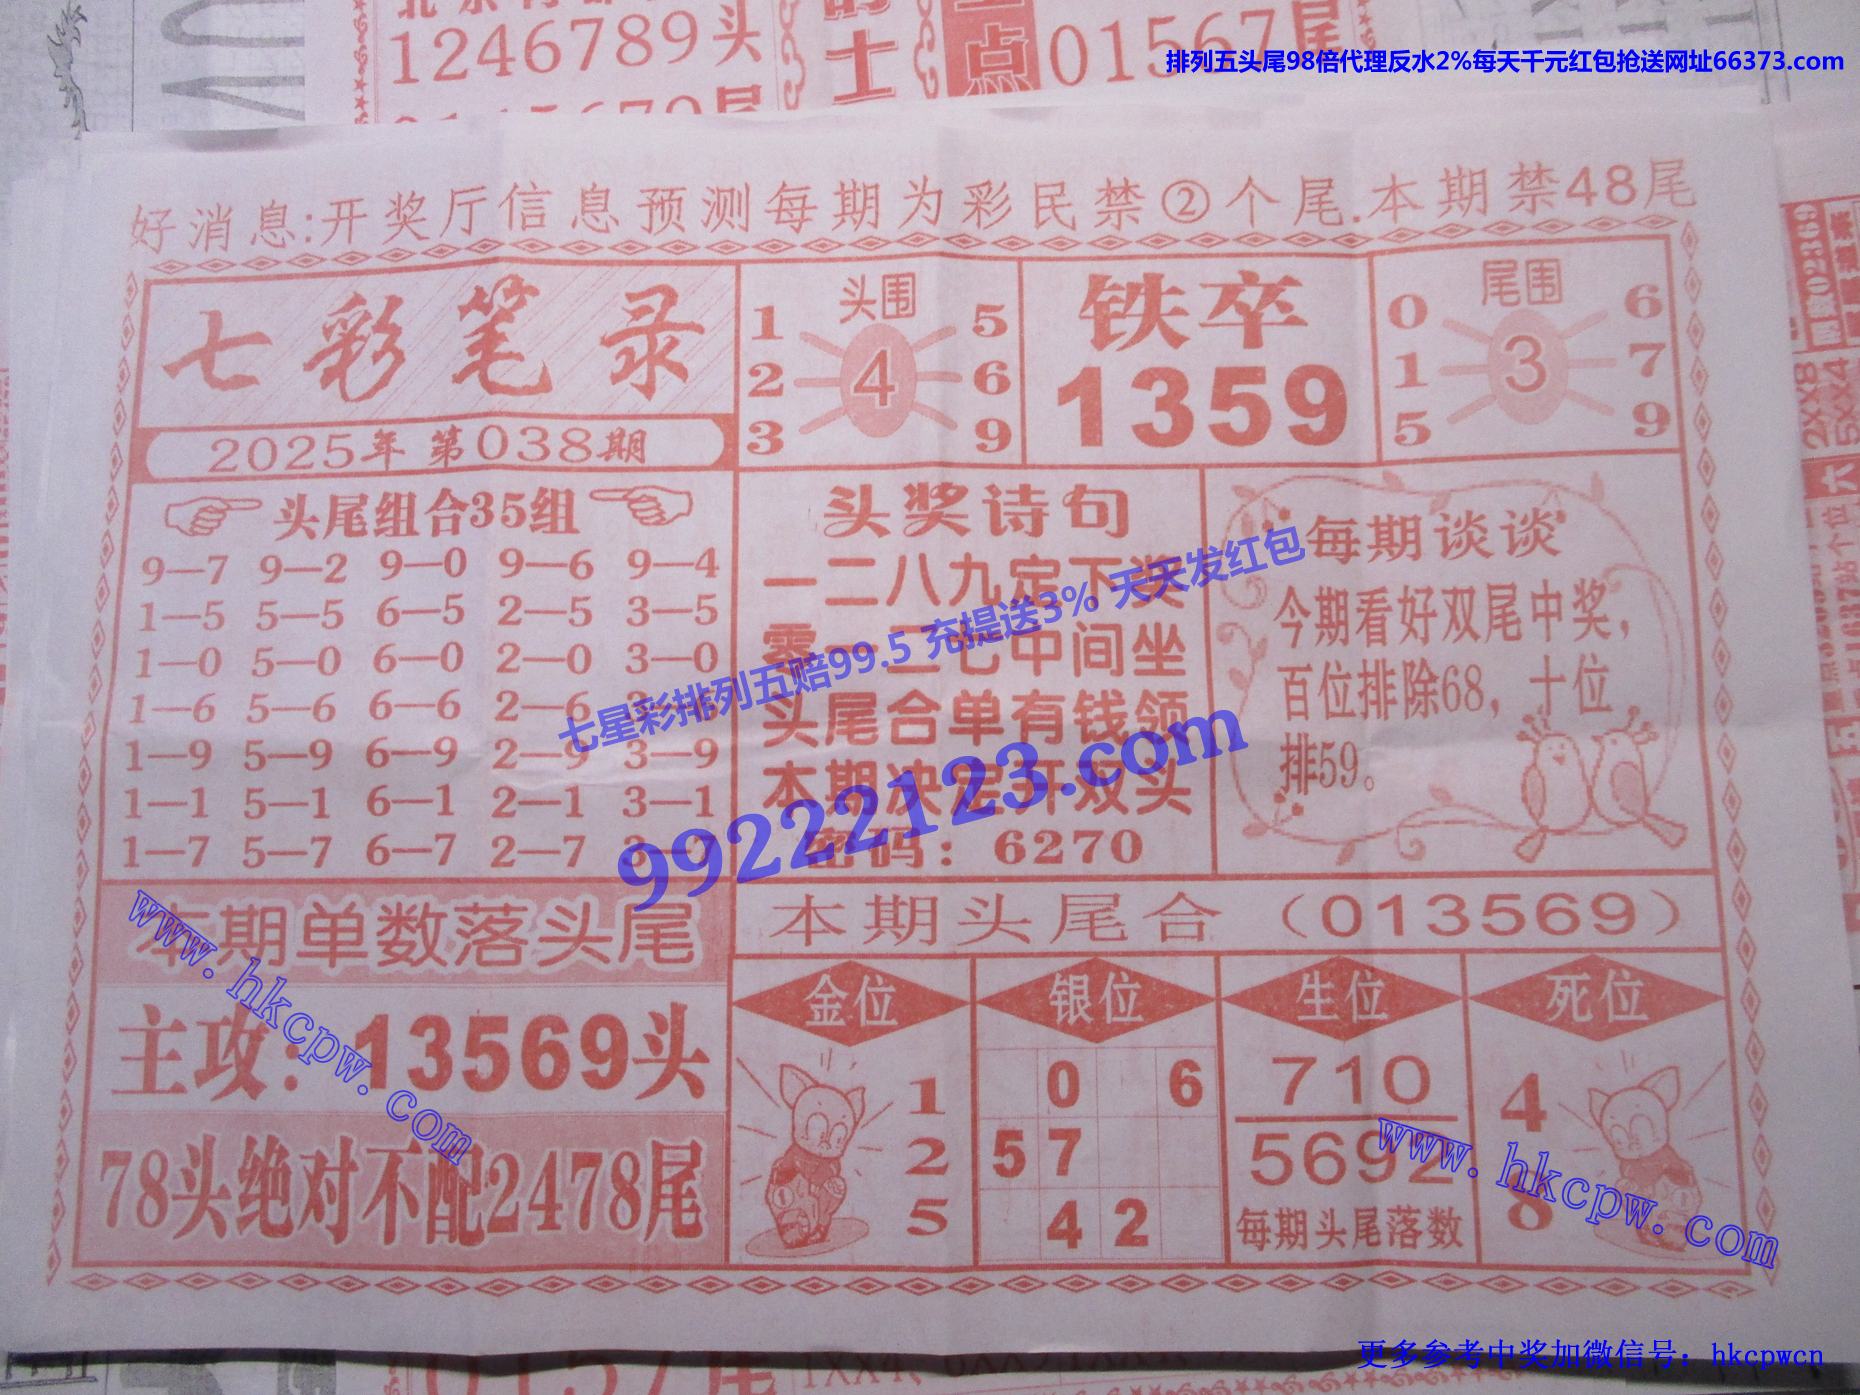 1246789头
01567尾
排列五头尾98倍代理反水2%每天千元红包抢送网址66373.com
好消息:开奖厅信息预测每期为彩民禁②个尾.本期禁48尾
七彩笔录
2025年 第038期
头围
1 5
2 4 6
3 9
铁卒
1359
尾围
0 6
1 3 7
5 9
头尾组合35组
9—7 9—2 9—0 9—6 9—4
1—5 5—5 6—5 2—5 3—5
1—0 5—0 6—0 2—0 3—0
1—6 5—6 6—6 2—6
1—9 5—9 6—9 2—9 3—9
1—1 5—1 6—1 2—1 3—1
1—7 5—7 6—7 2—7 3—7
头奖诗句
一二八九定下奖
零一二七中间坐
头尾合单有钱领
本期决定开双头
密码：6270
每期谈谈
今期看好双尾中奖，
百位排除68，十位
排59。
七星彩排列五赔99.5 充提送3% 天天发红包
99222123.com
本期单数落头尾
主攻：13569头
78头绝对不配2478尾
本期头尾合（013569）
金位
1
2
5
银位
0 6
5 7
4 2
生位
710
5692
每期头尾落数
死位
4
8
www.hkcpw.com
www.hkcpw.com
更多参考中奖加微信号：hkcpwcn